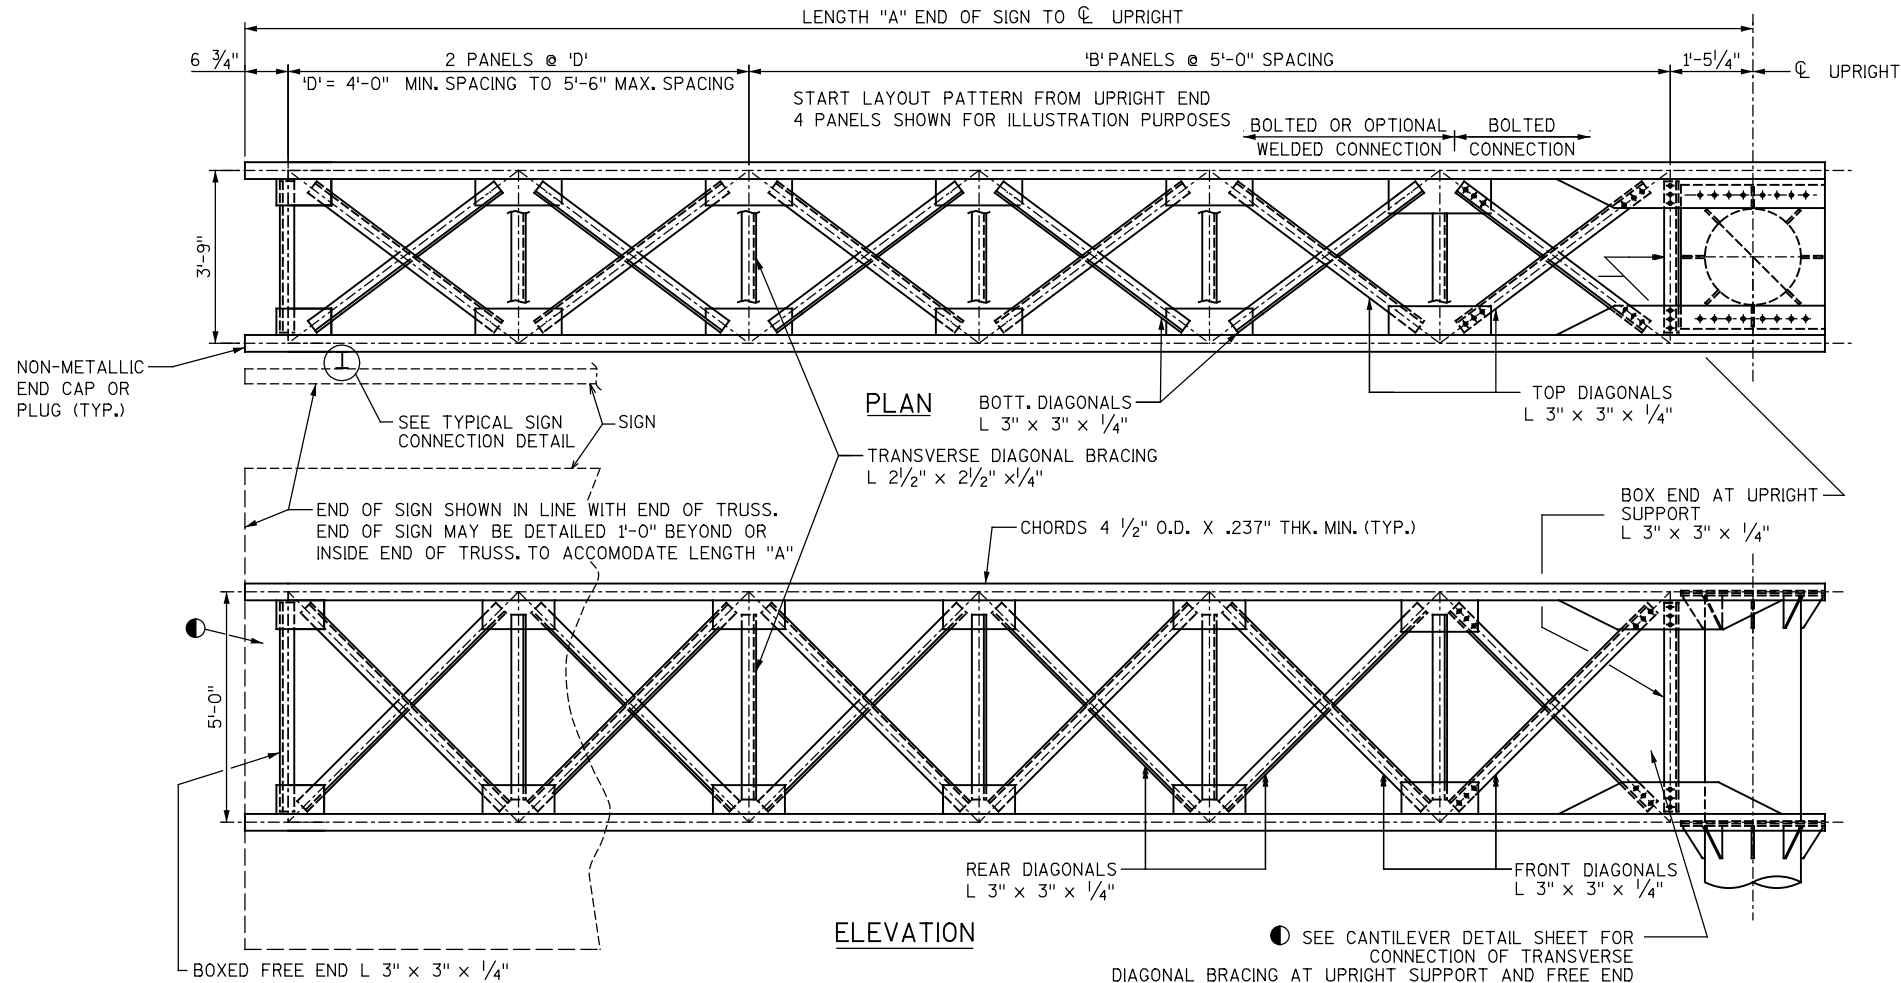 LENGTH "A" END OF SIGN TO ℄ UPRIGHT
6 ¾"
2 PANELS @ 'D'
'D' = 4'-0" MIN. SPACING TO 5'-6" MAX. SPACING
'B' PANELS @ 5'-0" SPACING
1'-5¼"
℄ UPRIGHT
START LAYOUT PATTERN FROM UPRIGHT END
4 PANELS SHOWN FOR ILLUSTRATION PURPOSES
BOLTED OR OPTIONAL
WELDED CONNECTION
BOLTED
CONNECTION
3'-9"
NON-METALLIC
END CAP OR
PLUG (TYP.)
I
SEE TYPICAL SIGN
CONNECTION DETAIL
SIGN
PLAN
BOTT. DIAGONALS
L 3" x 3" x ¼"
TOP DIAGONALS
L 3" x 3" x ¼"
TRANSVERSE DIAGONAL BRACING
L 2½" x 2½" x¼"
END OF SIGN SHOWN IN LINE WITH END OF TRUSS.
END OF SIGN MAY BE DETAILED 1'-0" BEYOND OR
INSIDE END OF TRUSS. TO ACCOMODATE LENGTH "A"
CHORDS 4 ½" O.D. X .237" THK. MIN. (TYP.)
BOX END AT UPRIGHT
SUPPORT
L 3" x 3" x ¼"
5'-0"
REAR DIAGONALS
L 3" x 3" x ¼"
FRONT DIAGONALS
L 3" x 3" x ¼"
ELEVATION
BOXED FREE END L 3" x 3" x ¼"
SEE CANTILEVER DETAIL SHEET FOR
CONNECTION OF TRANSVERSE
DIAGONAL BRACING AT UPRIGHT SUPPORT AND FREE END